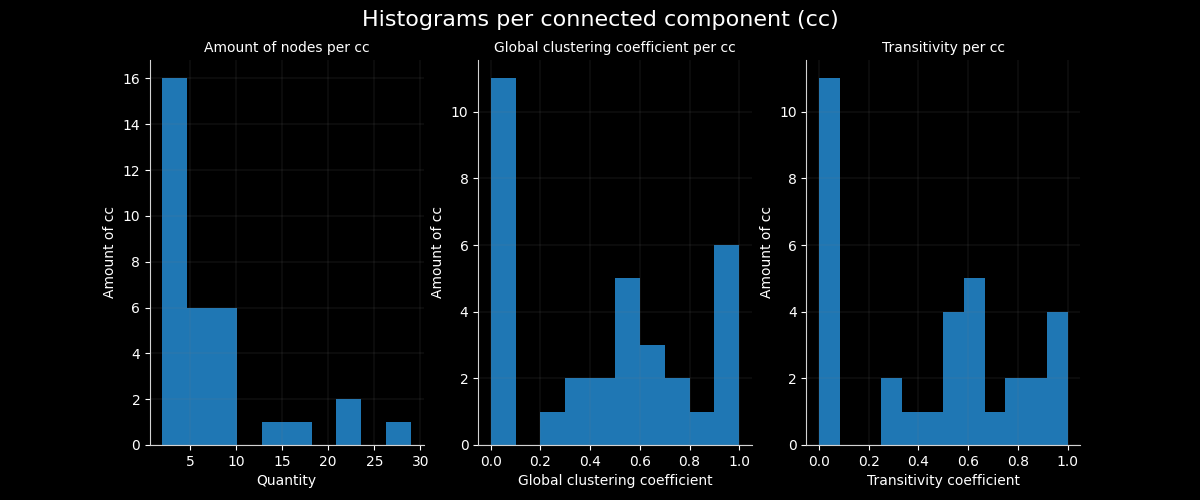 Histograms per connected component (cc)
Amount of nodes per cc
Amount of cc
16
14
12
10
8
6
4
2
0
5 10 15 20 25 30
Quantity
Global clustering coefficient per cc
Amount of cc
10
8
6
4
2
0
0.0 0.2 0.4 0.6 0.8 1.0
Global clustering coefficient
Transitivity per cc
Amount of cc
10
8
6
4
2
0
0.0 0.2 0.4 0.6 0.8 1.0
Transitivity coefficient